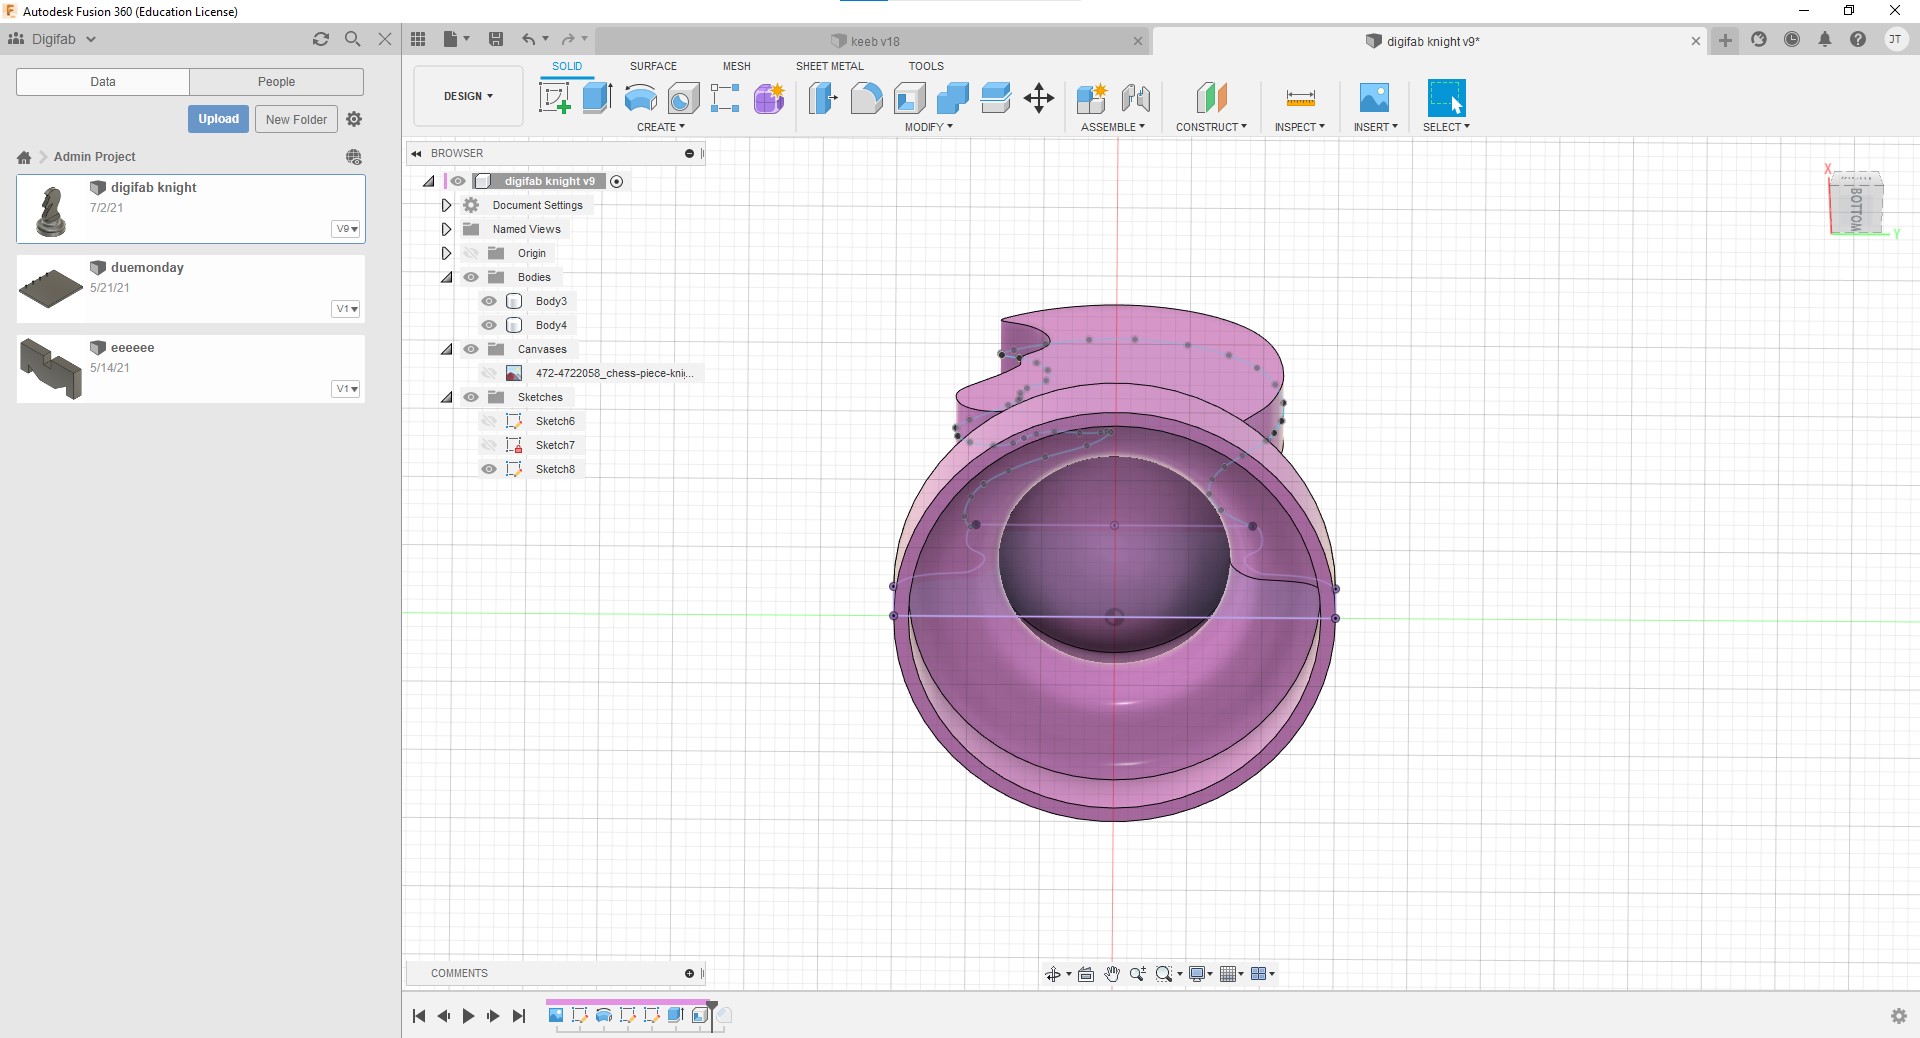 Autodesk Fusion 360 (Education License)
Digifab
keeb v18
digifab knight v9*
JT
Data
People
Upload
New Folder
Admin Project
digifab knight
7/2/21
V9
duemonday
5/21/21
V1
eeeeee
5/14/21
V1
DESIGN
SOLID
SURFACE
MESH
SHEET METAL
TOOLS
CREATE
MODIFY
ASSEMBLE
CONSTRUCT
INSPECT
INSERT
SELECT
BROWSER
digifab knight v9
Document Settings
Named Views
Origin
Bodies
Body3
Body4
Canvases
472-4722058_chess-piece-kni...
Sketches
Sketch6
Sketch7
Sketch8
X
BOTTOM
Y
COMMENTS